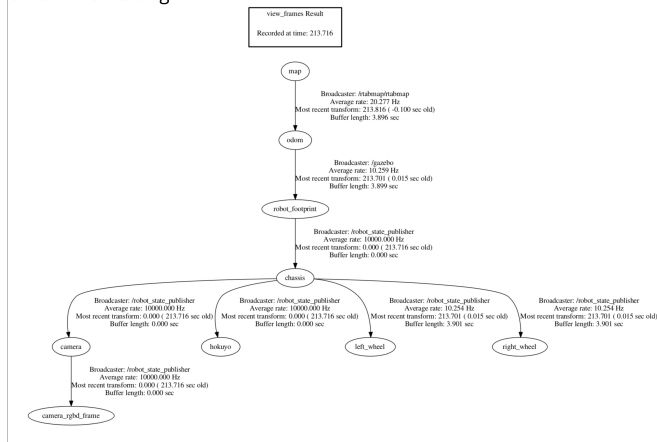 view_frames Result
Recorded at time: 213.716
map
Broadcaster: /rtabmap/rtabmap
Average rate: 20.277 Hz
Most recent transform: 213.816 ( -0.100 sec old)
Buffer length: 3.896 sec
odom
Broadcaster: /gazebo
Average rate: 10.259 Hz
Most recent transform: 213.701 ( 0.015 sec old)
Buffer length: 3.899 sec
robot_footprint
Broadcaster: /robot_state_publisher
Average rate: 10000.000 Hz
Most recent transform: 0.000 ( 213.716 sec old)
Buffer length: 0.000 sec
chassis
Broadcaster: /robot_state_publisher
Average rate: 10000.000 Hz
Most recent transform: 0.000 ( 213.716 sec old)
Buffer length: 0.000 sec
Broadcaster: /robot_state_publisher
Average rate: 10000.000 Hz
Most recent transform: 0.000 ( 213.716 sec old)
Buffer length: 0.000 sec
Broadcaster: /robot_state_publisher
Average rate: 10.254 Hz
Most recent transform: 213.701 ( 0.015 sec old)
Buffer length: 3.901 sec
Broadcaster: /robot_state_publisher
Average rate: 10.254 Hz
Most recent transform: 213.701 ( 0.015 sec old)
Buffer length: 3.901 sec
camera
hokuyo
left_wheel
right_wheel
Broadcaster: /robot_state_publisher
Average rate: 10000.000 Hz
Most recent transform: 0.000 ( 213.716 sec old)
Buffer length: 0.000 sec
camera_rgbd_frame